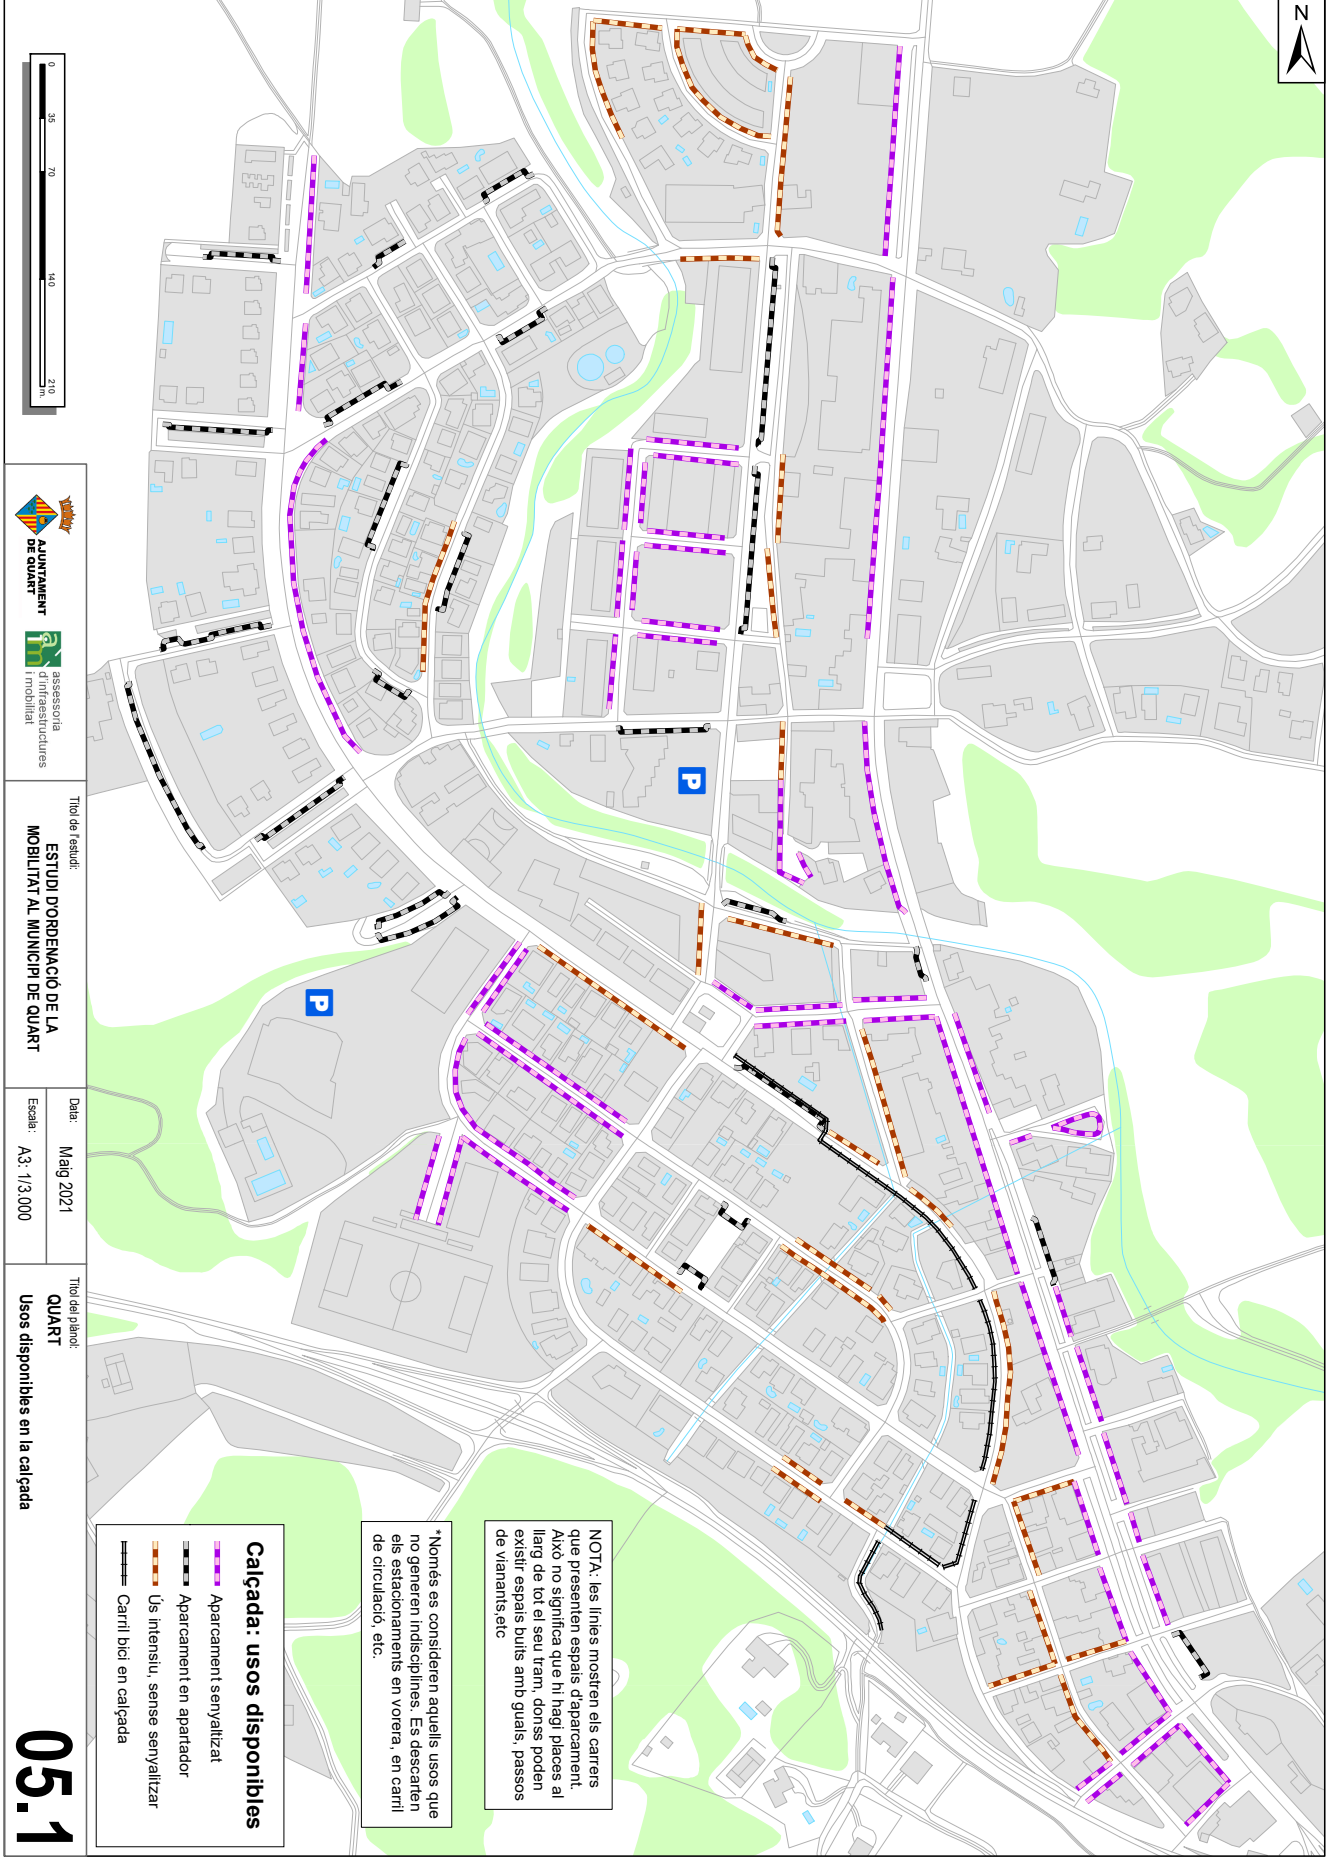 N
0
35
70
140
210
m.
AJUNTAMENT
DE QUART
am
assessoria
d'infraestructures
i mobilitat
Títol de l'estudi:
ESTUDI D'ORDENACIÓ DE LA
MOBILITAT AL MUNICIPI DE QUART
Data:
Maig 2021
Escala:
A3: 1/3.000
Títol del plànol:
QUART
Usos disponibles en la calçada
05.1
P
P
NOTA: les línies mostren els carrers
que presenten espais d'aparcament.
Això no significa que hi hagi places al
llarg de tot el seu tram, donss poden
existir espais buits amb guals, passos
de vianants,etc
*Només es consideren aquells usos que
no generen indisciplines. Es descarten
els estacionaments en vorera, en carril
de circulació, etc.
Calçada: usos disponibles
Aparcament senyalitzat
Aparcament en apartador
Ús intensiu, sense senyalitzar
Carril bici en calçada